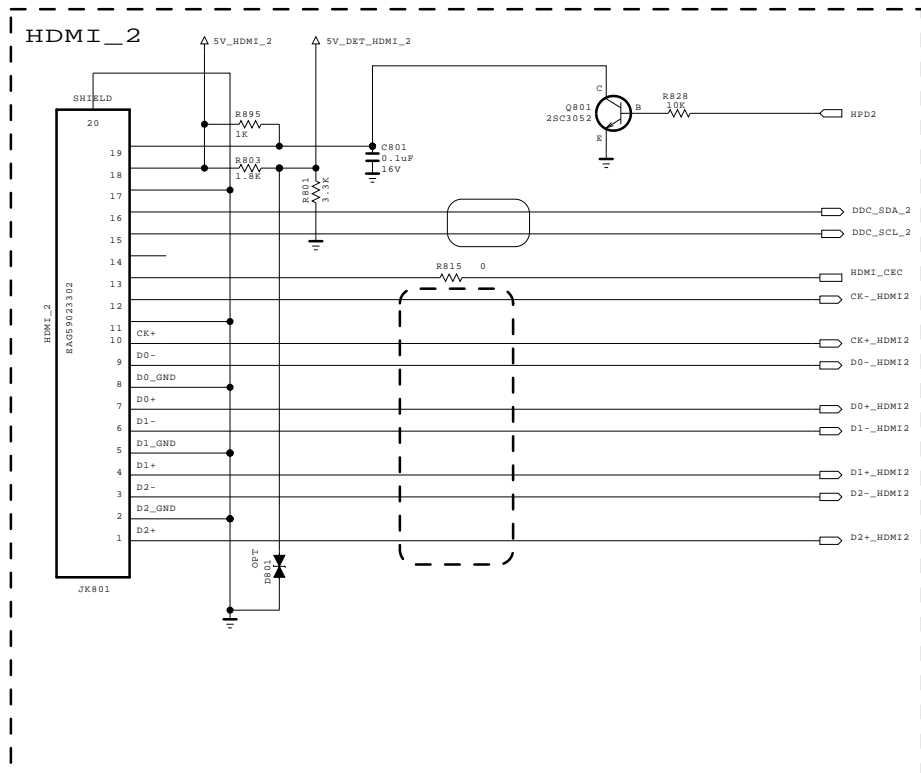 HDMI_2
5V_HDMI_2
5V_DET_HDMI_2
SHIELD
20
R895
1K
C
Q801
2SC3052
B
E
R828
10K
HPD2
19
C801
0.1uF
16V
18
R803
1.8K
R801
3.3K
17
16
DDC_SDA_2
15
DDC_SCL_2
14
13
R815 0
HDMI_CEC
12
CK-_HDMI2
HDMI_2
EAG59023302
11
10
CK+
CK+_HDMI2
9
D0-
D0-_HDMI2
8
D0_GND
7
D0+
D0+_HDMI2
6
D1-
D1-_HDMI2
5
D1_GND
4
D1+
D1+_HDMI2
3
D2-
D2-_HDMI2
2
D2_GND
1
D2+
D2+_HDMI2
OPT
D801
JK801